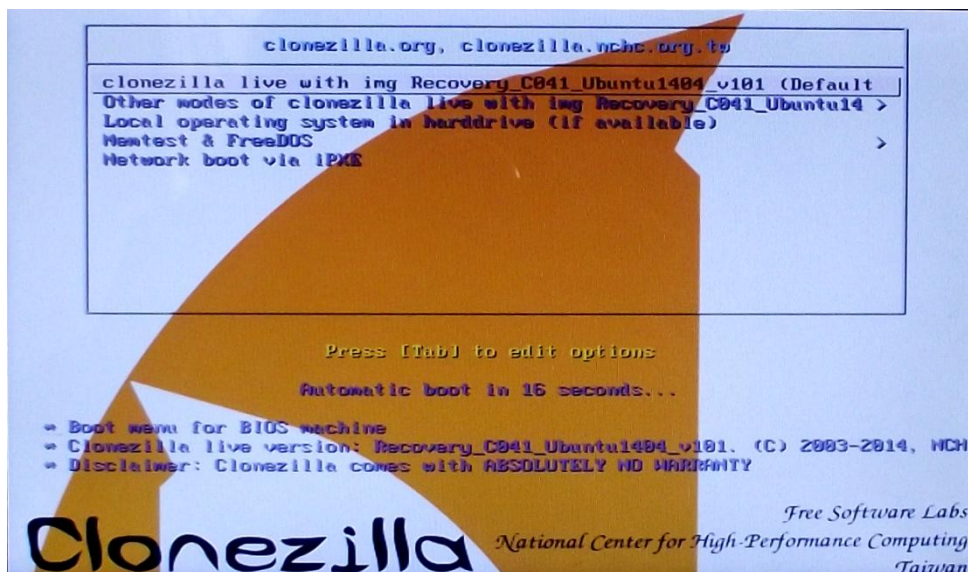 clonezilla.org, clonezilla.nchc.org.tw
clonezilla live with img Recovery_C041_Ubuntu1404_v101 (Default
Other modes of clonezilla live with img Recovery_C041_Ubuntu14 >
Local operating system in harddrive (if available)
Memtest & FreeDOS >
Network boot via iPXE
Press [Tab] to edit options
Automatic boot in 16 seconds...
* Boot menu for BIOS machine
* Clonezilla live version: Recovery_C041_Ubuntu1404_v101. (C) 2003-2014, NCH
* Disclaimer: Clonezilla comes with ABSOLUTELY NO WARRANTY
Clonezilla
Free Software Labs
National Center for High-Performance Computing
Taiwan